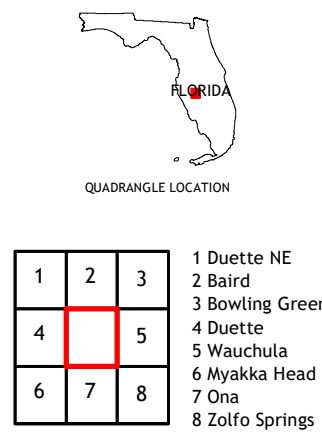 FLORIDA
QUADRANGLE LOCATION
1 2 3
4 5
6 7 8
1 Duette NE
2 Baird
3 Bowling Green
4 Duette
5 Wauchula
6 Myakka Head
7 Ona
8 Zolfo Springs